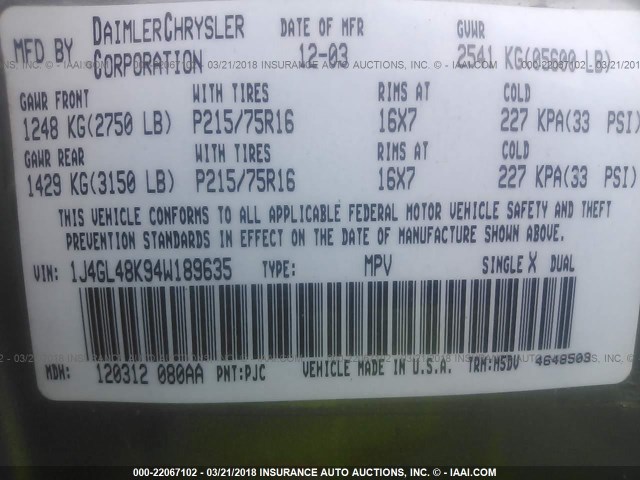 MFD BY DAIMLERCHRYSLER CORPORATION DATE OF MFR 12-03 GVWR 2541 KG(05600 LB)
GAWR FRONT WITH TIRES RIMS AT COLD
1248 KG(2750 LB) P215/75R16 16X7 227 KPA(33 PSI)
GAWR REAR WITH TIRES RIMS AT COLD
1429 KG(3150 LB) P215/75R16 16X7 227 KPA(33 PSI)
THIS VEHICLE CONFORMS TO ALL APPLICABLE FEDERAL MOTOR VEHICLE SAFETY AND THEFT
PREVENTION STANDARDS IN EFFECT ON THE DATE OF MANUFACTURE SHOWN ABOVE.
VIN: 1J4GL48K94W189635 TYPE: MPV SINGLE X DUAL
MDH: 120312 080AA PNT:PJC VEHICLE MADE IN U.S.A. TRM:M5DV 4648509
000-22067102 - 03/21/2018 - INSURANCE AUTO AUCTIONS, INC. - © IAAI.COM